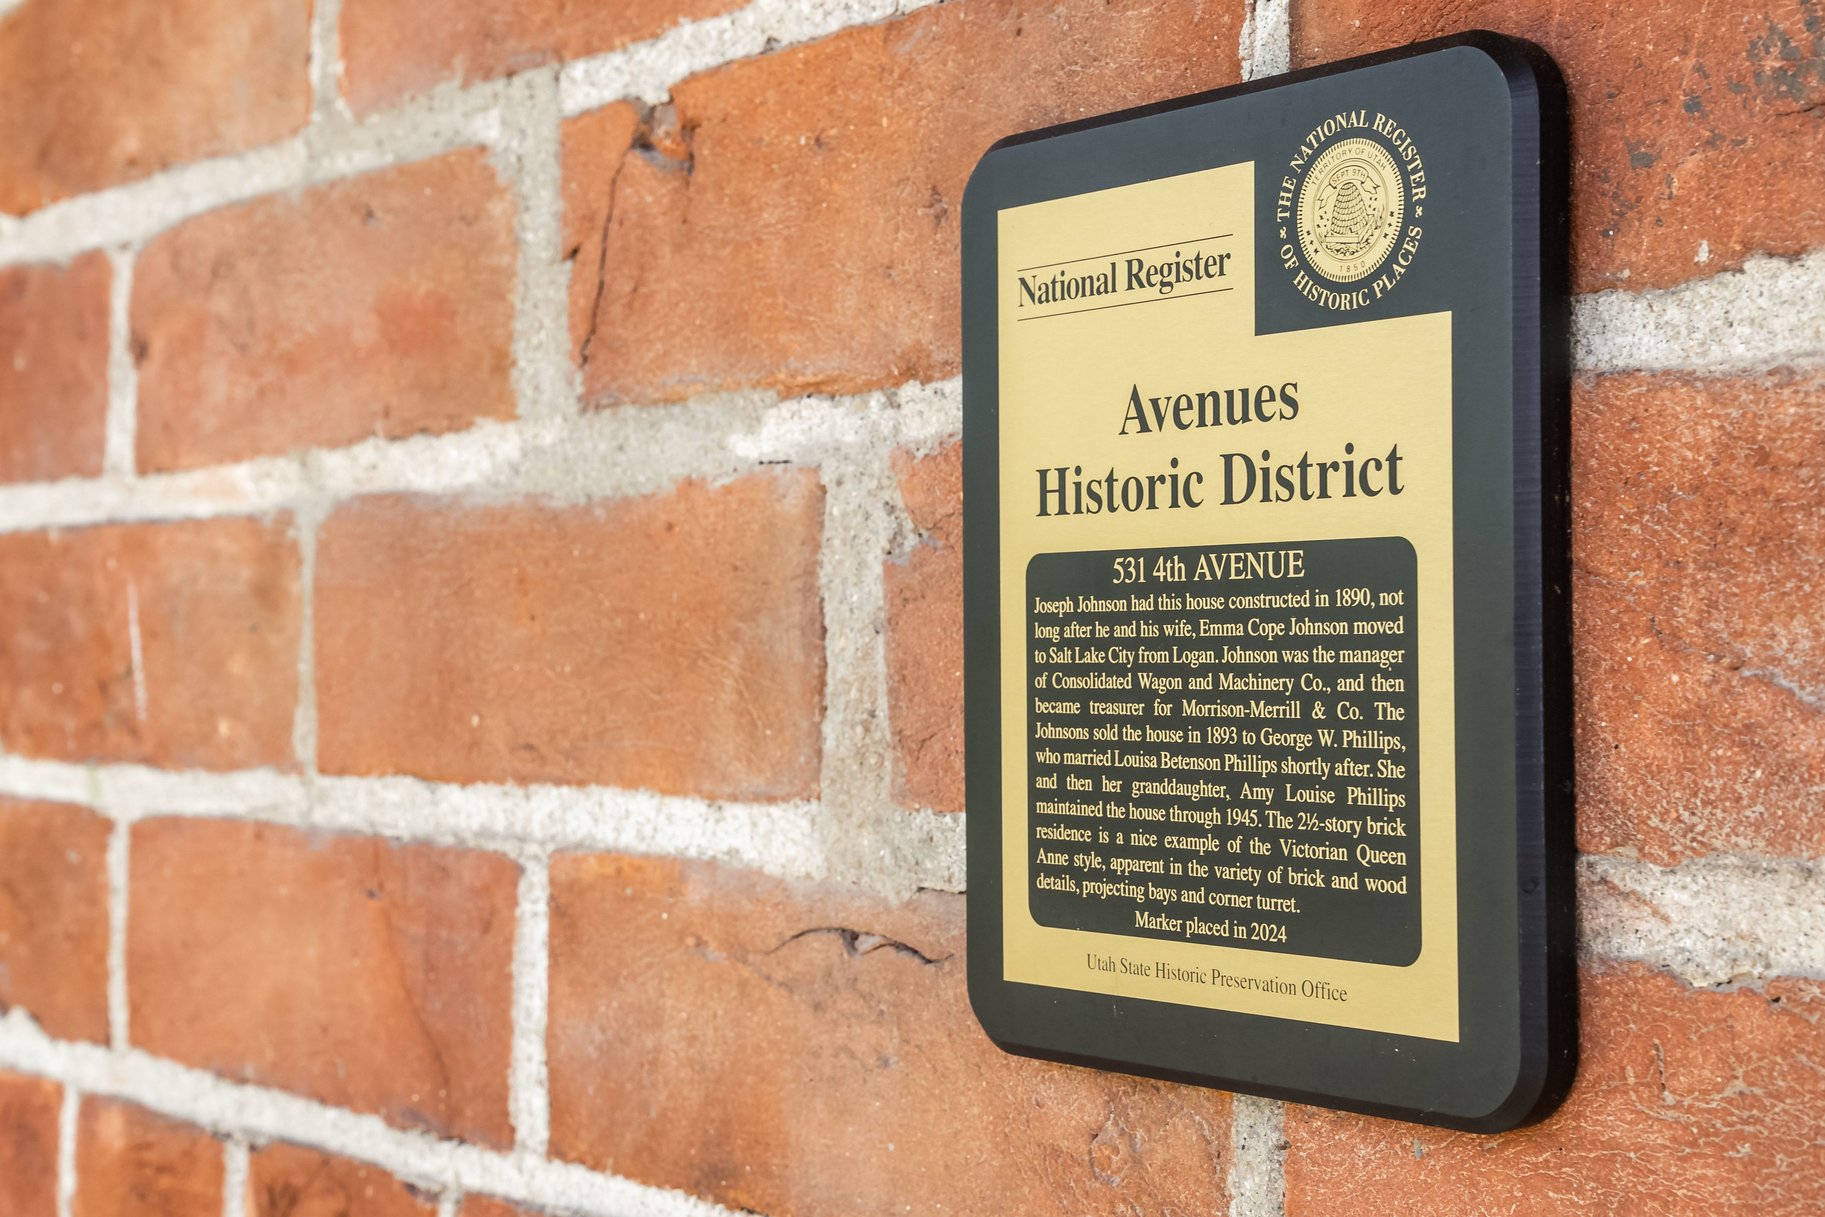 THE NATIONAL REGISTER
OF HISTORIC PLACES
TERRITORY OF UTAH
SEPT 9TH
1850
National Register
Avenues
Historic District
531 4th AVENUE
Joseph Johnson had this house constructed in 1890, not
long after he and his wife, Emma Cope Johnson moved
to Salt Lake City from Logan. Johnson was the manager
of Consolidated Wagon and Machinery Co., and then
became treasurer for Morrison-Merrill & Co. The
Johnsons sold the house in 1893 to George W. Phillips,
who married Louisa Betenson Phillips shortly after. She
and then her granddaughter, Amy Louise Phillips
maintained the house through 1945. The 2½-story brick
residence is a nice example of the Victorian Queen
Anne style, apparent in the variety of brick and wood
details, projecting bays and corner turret.
Marker placed in 2024
Utah State Historic Preservation Office